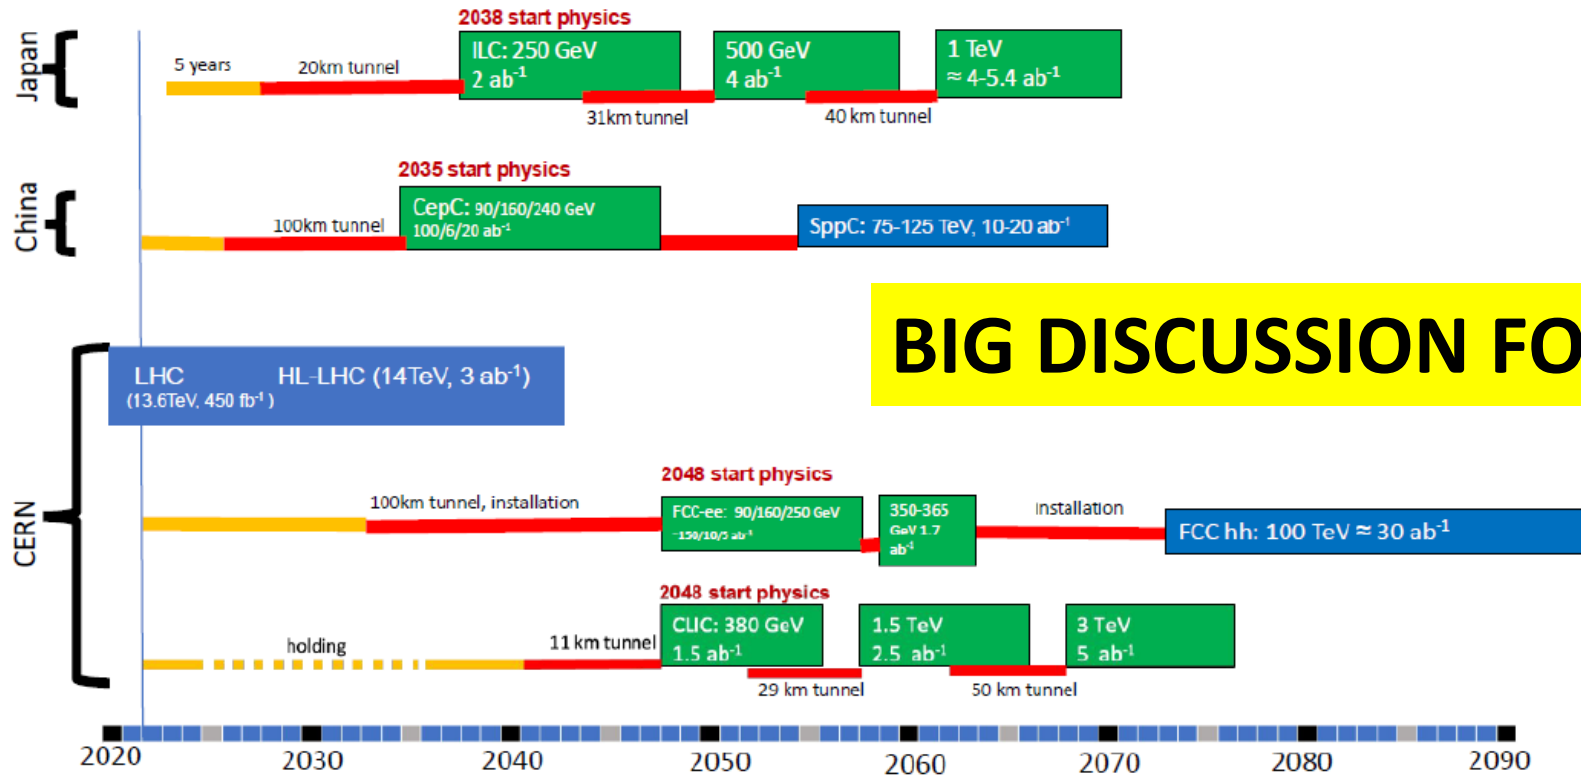 Japan
5 years
20km tunnel
2038 start physics
ILC: 250 GeV
2 ab⁻¹
31km tunnel
500 GeV
4 ab⁻¹
40 km tunnel
1 TeV
≈ 4-5.4 ab⁻¹
China
100km tunnel
2035 start physics
CepC: 90/160/240 GeV
100/6/20 ab⁻¹
SppC: 75-125 TeV, 10-20 ab⁻¹
BIG DISCUSSION FO
CERN
LHC HL-LHC (14TeV, 3 ab⁻¹)
(13.6TeV, 450 fb⁻¹ )
100km tunnel, installation
2048 start physics
FCC-ee: 90/160/250 GeV
~150/10/5 ab⁻¹
350-365
GeV 1.7
ab⁻¹
installation
FCC hh: 100 TeV ≈ 30 ab⁻¹
holding
11 km tunnel
2048 start physics
CLIC: 380 GeV
1.5 ab⁻¹
29 km tunnel
1.5 TeV
2.5 ab⁻¹
50 km tunnel
3 TeV
5 ab⁻¹
2020 2030 2040 2050 2060 2070 2080 2090